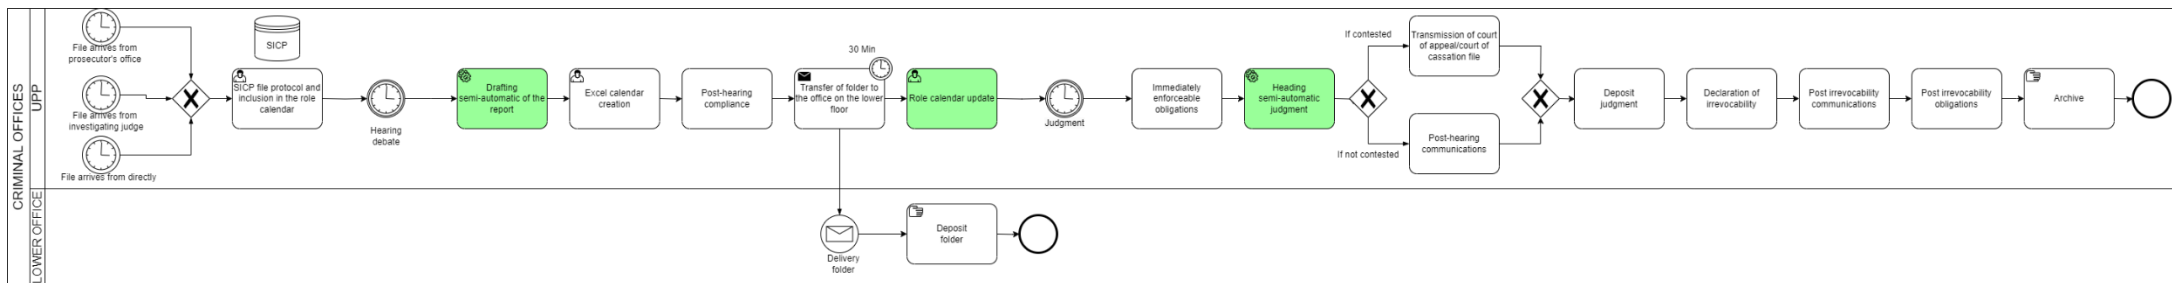 CRIMINAL OFFICES
UPP
LOWER OFFICE
File arrives from
prosecutor's office
File arrives from
investigating judge
File arrives from directly
SICP
SICP file protocol and
inclusion in the role
calendar
Hearing
debate
Drafting
semi-automatic of the
report
Excel calendar
creation
Post-hearing
compliance
30 Min
Transfer of folder to
the office on the lower
floor
Role calendar update
Judgment
Immediately
enforceable
obligations
Heading
semi-automatic
judgment
If contested
If not contested
Transmission of court
of appeal/court of
cassation file
Post-hearing
communications
Deposit
judgment
Declaration of
irrevocability
Post irrevocability
communications
Post irrevocability
obligations
Archive
Delivery
folder
Deposit
folder